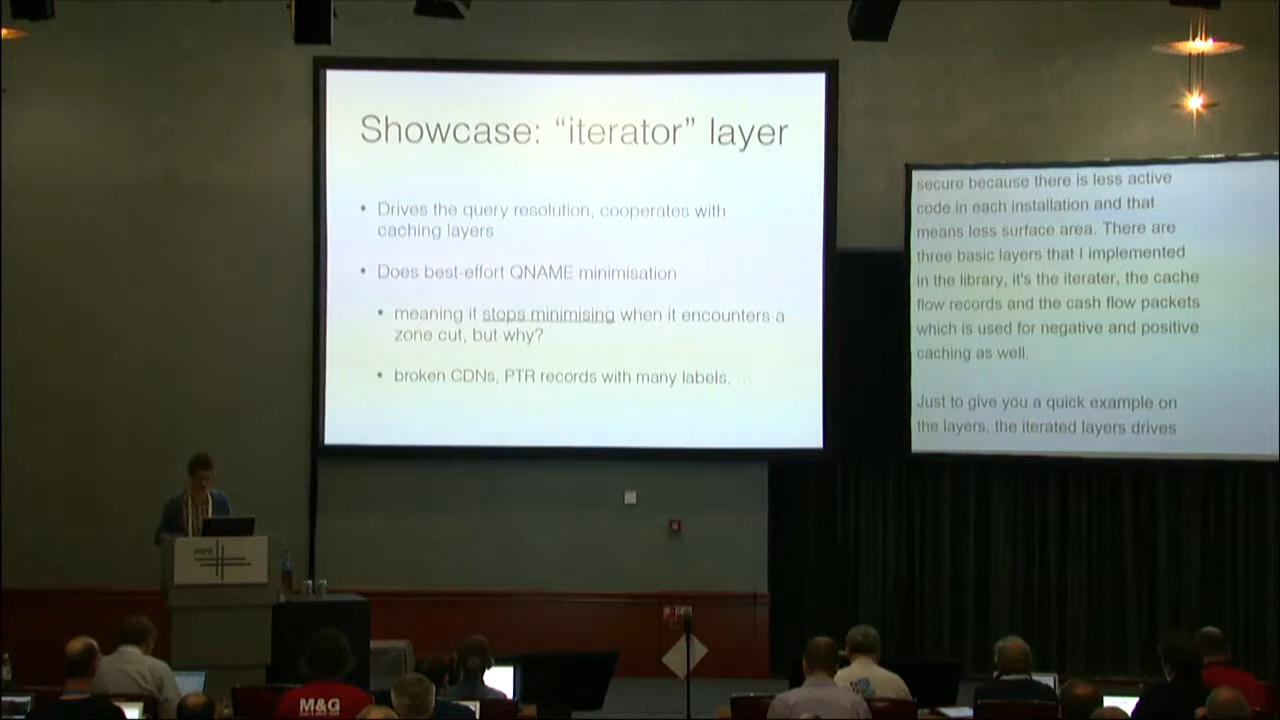 Showcase: “iterator” layer
• Drives the query resolution, cooperates with
caching layers
• Does best-effort QNAME minimisation
• meaning it stops minimising when it encounters a
zone cut, but why?
• broken CDNs, PTR records with many labels, …
secure because there is less active
code in each installation and that
means less surface area. There are
three basic layers that I implemented
in the library, it's the iterater, the cache
flow records and the cash flow packets
which is used for negative and positive
caching as well.
Just to give you a quick example on
the layers, the iterated layers drives
RIPE
M&G